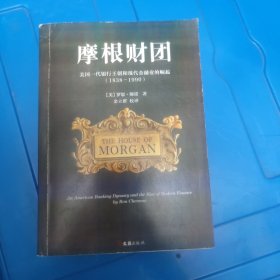 摩根财团
美国一代银行王朝和现代金融业的崛起
(1838~1990)
[美] 罗恩·彻诺 著
金立群 校译
THE HOUSE OF
MORGAN
An American Banking Dynasty and the Rise of Modern Finance
by Ron Chernow
文匯出版社